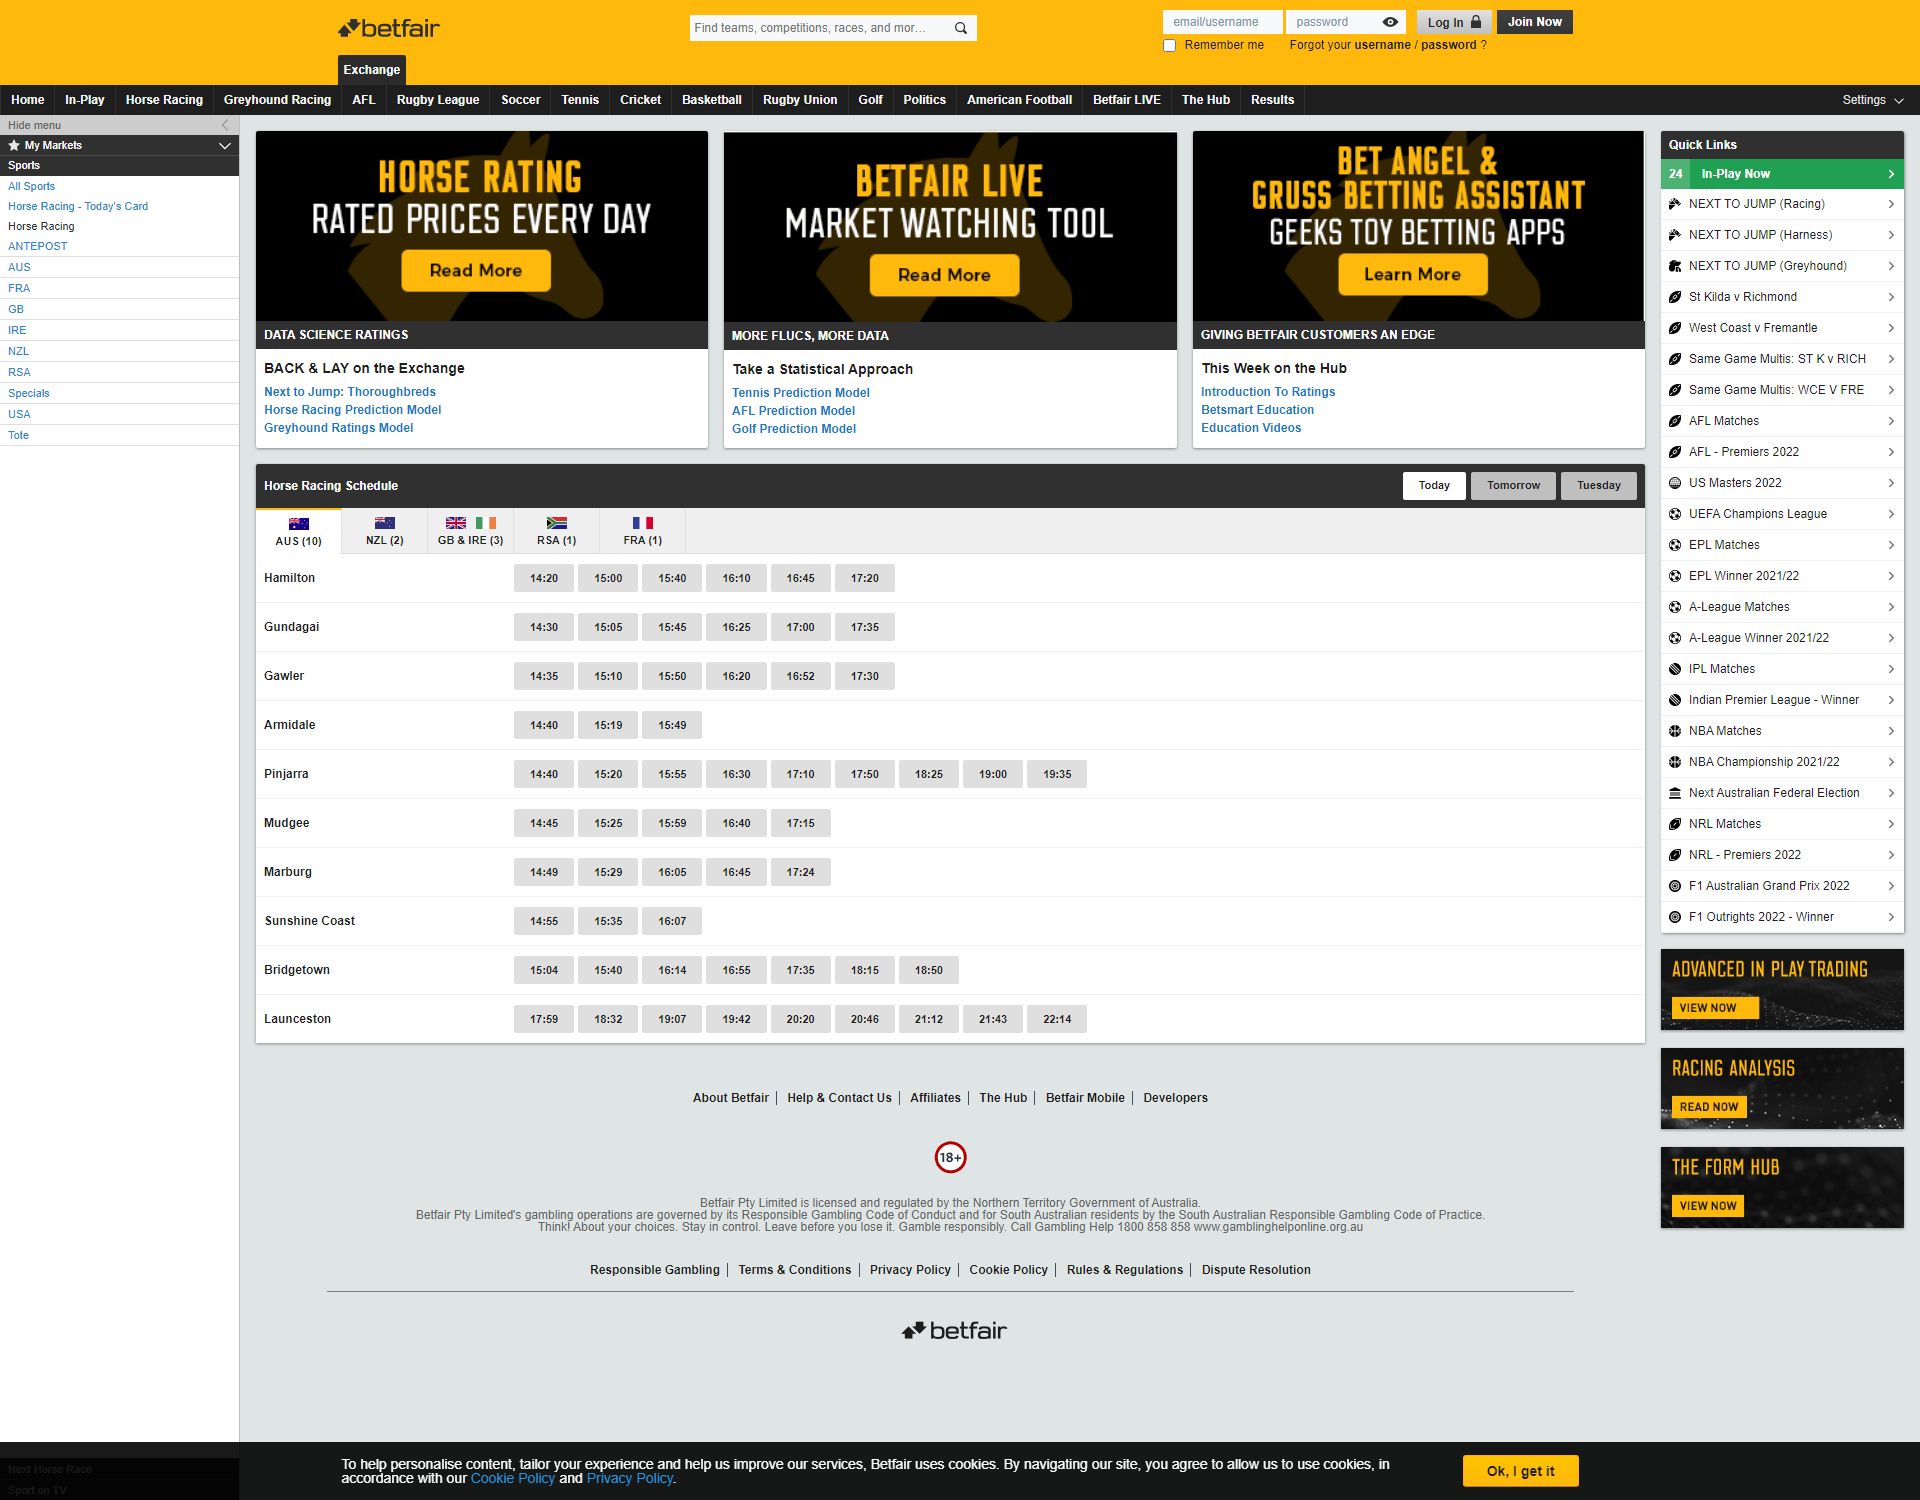 betfair
Find teams, competitions, races, and mor...
email/username
password
Log In
Join Now
Remember me
Forgot your username / password ?
Exchange
Home In-Play Horse Racing Greyhound Racing AFL Rugby League Soccer Tennis Cricket Basketball Rugby Union Golf Politics American Football Betfair LIVE The Hub Results Settings
Hide menu
My Markets
Sports
All Sports
Horse Racing - Today's Card
Horse Racing
ANTEPOST
AUS
FRA
GB
IRE
NZL
RSA
Specials
USA
Tote
HORSE RATING
RATED PRICES EVERY DAY
Read More
DATA SCIENCE RATINGS
BACK & LAY on the Exchange
Next to Jump: Thoroughbreds
Horse Racing Prediction Model
Greyhound Ratings Model
BETFAIR LIVE
MARKET WATCHING TOOL
Read More
MORE FLUCS, MORE DATA
Take a Statistical Approach
Tennis Prediction Model
AFL Prediction Model
Golf Prediction Model
BET ANGEL &
GRUSS BETTING ASSISTANT
GEEKS TOY BETTING APPS
Learn More
GIVING BETFAIR CUSTOMERS AN EDGE
This Week on the Hub
Introduction To Ratings
Betsmart Education
Education Videos
Horse Racing Schedule
Today Tomorrow Tuesday
AUS (10) NZL (2) GB & IRE (3) RSA (1) FRA (1)
Hamilton 14:20 15:00 15:40 16:10 16:45 17:20
Gundagai 14:30 15:05 15:45 16:25 17:00 17:35
Gawler 14:35 15:10 15:50 16:20 16:52 17:30
Armidale 14:40 15:19 15:49
Pinjarra 14:40 15:20 15:55 16:30 17:10 17:50 18:25 19:00 19:35
Mudgee 14:45 15:25 15:59 16:40 17:15
Marburg 14:49 15:29 16:05 16:45 17:24
Sunshine Coast 14:55 15:35 16:07
Bridgetown 15:04 15:40 16:14 16:55 17:35 18:15 18:50
Launceston 17:59 18:32 19:07 19:42 20:20 20:46 21:12 21:43 22:14
Quick Links
24 In-Play Now
NEXT TO JUMP (Racing)
NEXT TO JUMP (Harness)
NEXT TO JUMP (Greyhound)
St Kilda v Richmond
West Coast v Fremantle
Same Game Multis: ST K v RICH
Same Game Multis: WCE V FRE
AFL Matches
AFL - Premiers 2022
US Masters 2022
UEFA Champions League
EPL Matches
EPL Winner 2021/22
A-League Matches
A-League Winner 2021/22
IPL Matches
Indian Premier League - Winner
NBA Matches
NBA Championship 2021/22
Next Australian Federal Election
NRL Matches
NRL - Premiers 2022
F1 Australian Grand Prix 2022
F1 Outrights 2022 - Winner
ADVANCED IN PLAY TRADING
VIEW NOW
RACING ANALYSIS
READ NOW
THE FORM HUB
VIEW NOW
About Betfair Help & Contact Us Affiliates The Hub Betfair Mobile Developers
18+
Betfair Pty Limited is licensed and regulated by the Northern Territory Government of Australia.
Betfair Pty Limited's gambling operations are governed by its Responsible Gambling Code of Conduct and for South Australian residents by the South Australian Responsible Gambling Code of Practice.
Think! About your choices. Stay in control. Leave before you lose it. Gamble responsibly. Call Gambling Help 1800 858 858 www.gamblinghelponline.org.au
Responsible Gambling Terms & Conditions Privacy Policy Cookie Policy Rules & Regulations Dispute Resolution
betfair
Next Horse Race
Sport on TV
To help personalise content, tailor your experience and help us improve our services, Betfair uses cookies. By navigating our site, you agree to allow us to use cookies, in
accordance with our Cookie Policy and Privacy Policy.
Ok, I get it